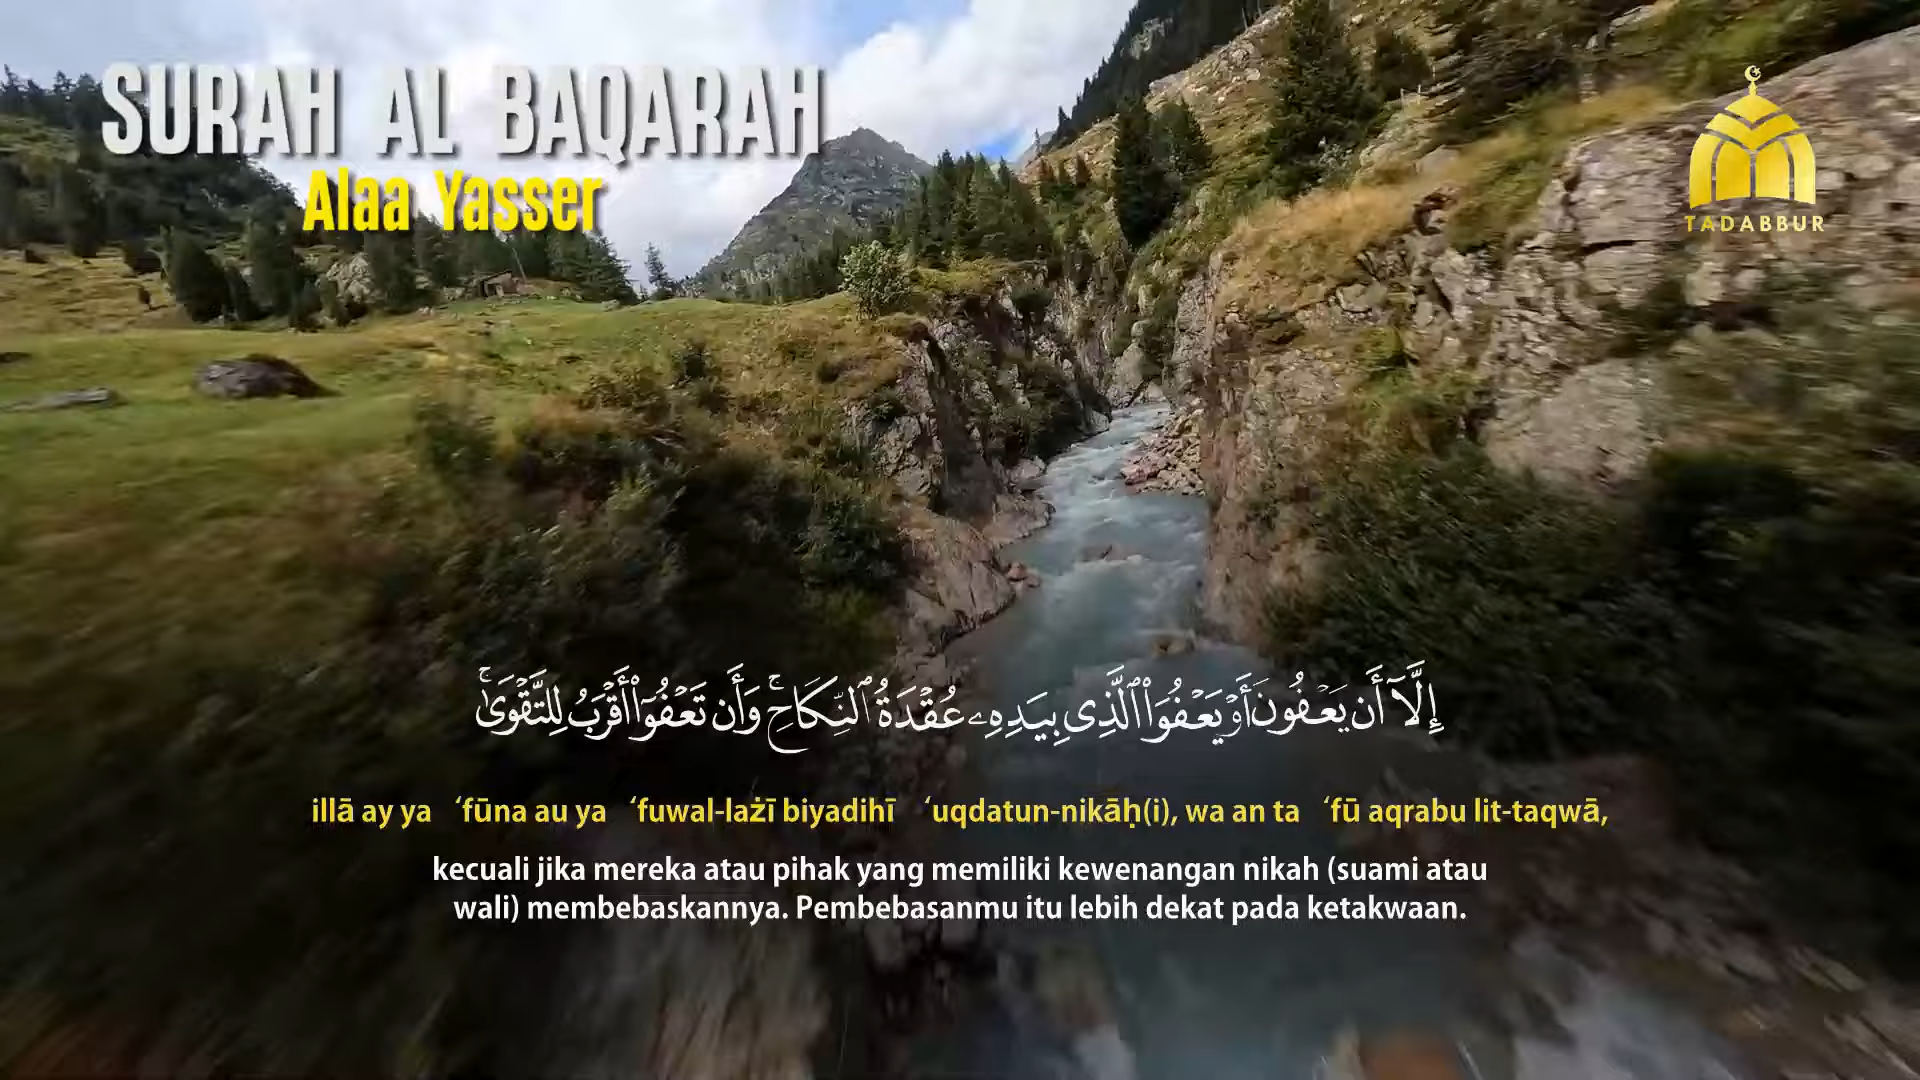 SURAH AL BAQARAH
Alaa Yasser
TADABBUR
إِلَّآ أَن يَعْفُونَ أَوْ يَعْفُوَا۟ ٱلَّذِى بِيَدِهِۦ عُقْدَةُ ٱلنِّكَاحِ ۚ وَأَن تَعْفُوٓا۟ أَقْرَبُ لِلتَّقْوَىٰ ۚ
illā ay ya‘fūna au ya‘fuwal-lażī biyadihī ‘uqdatun-nikāḥ(i), wa an ta‘fū aqrabu lit-taqwā,
kecuali jika mereka atau pihak yang memiliki kewenangan nikah (suami atau
wali) membebaskannya. Pembebasanmu itu lebih dekat pada ketakwaan.